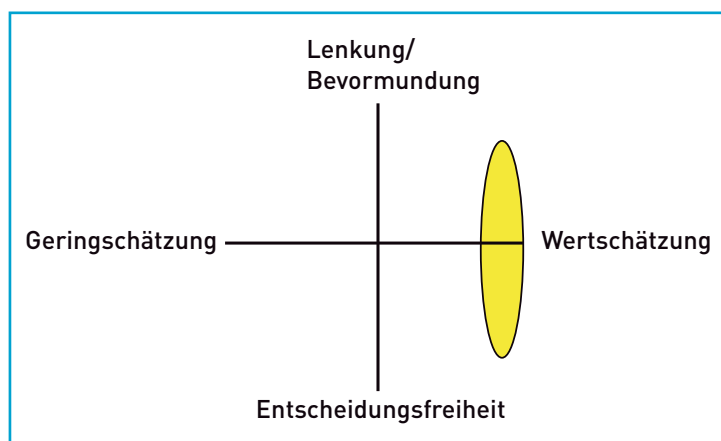 Lenkung/
Bevormundung
Geringschätzung
Wertschätzung
Entscheidungsfreiheit